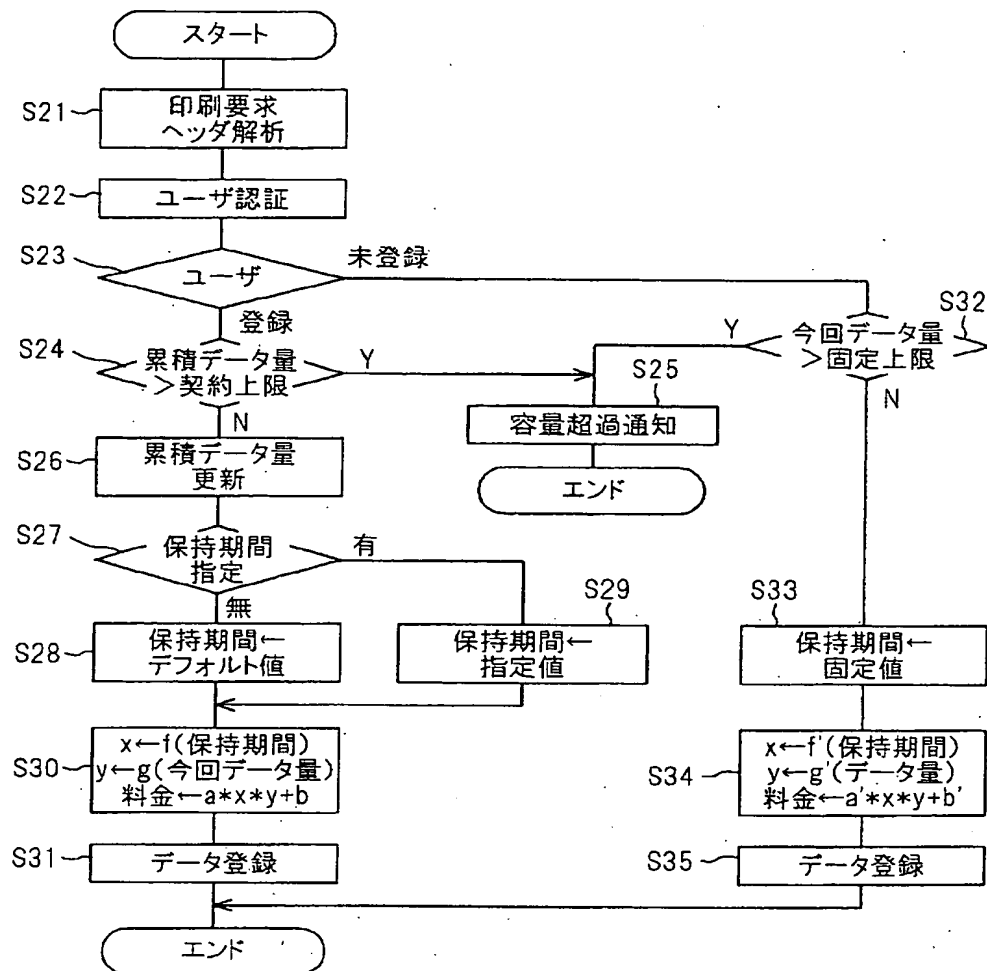 スタート
S21
印刷要求
ヘッダ解析
S22
ユーザ認証
S23
ユーザ
未登録
登録
S24
累積データ量
>契約上限
Y
N
S32
今回データ量
>固定上限
Y
N
S25
容量超過通知
エンド
S26
累積データ量
更新
S27
保持期間
指定
有
無
S28
保持期間←
デフォルト値
S29
保持期間←
指定値
S33
保持期間←
固定値
S30
x←f(保持期間)
y←g(今回データ量)
料金←a*x*y+b
S34
x←f'(保持期間)
y←g'(データ量)
料金←a'*x*y+b'
S31
データ登録
S35
データ登録
エンド